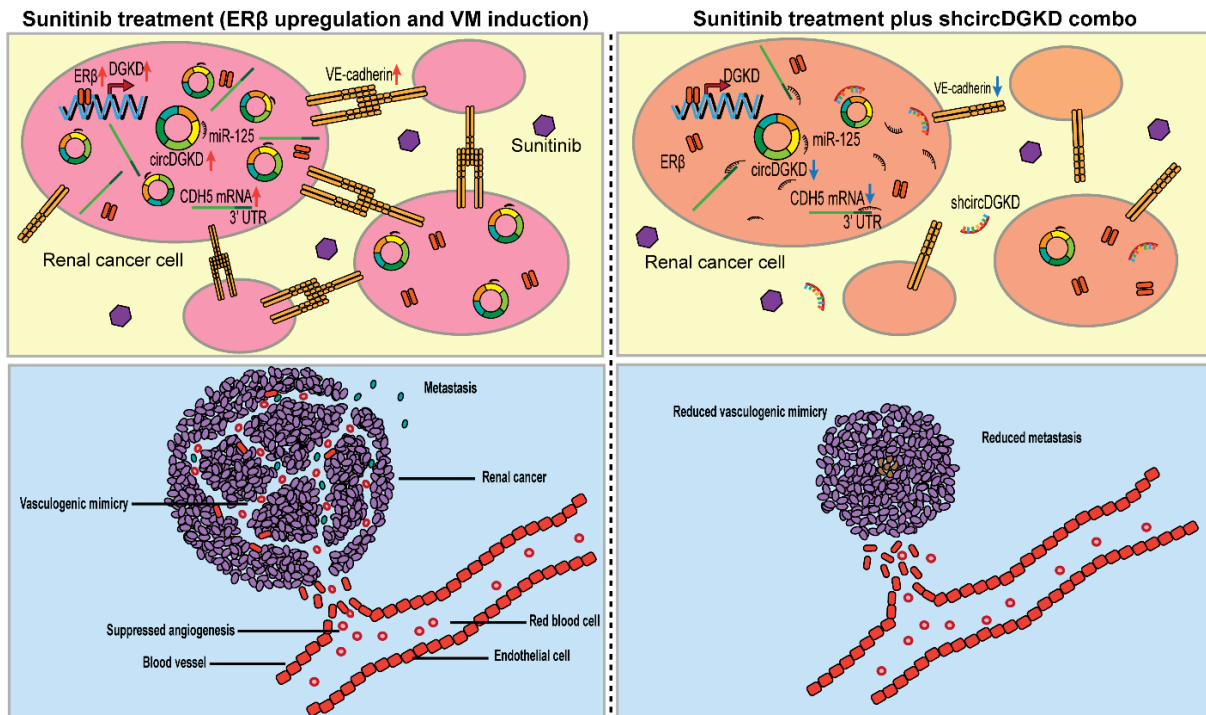 Sunitinib treatment (ERβ upregulation and VM induction)
ERβ
DGKD
VE-cadherin
miR-125
circDGKD
CDH5 mRNA
3' UTR
Sunitinib
Renal cancer cell
Metastasis
Renal cancer
Vasculogenic mimicry
Suppressed angiogenesis
Red blood cell
Blood vessel
Endothelial cell
Sunitinib treatment plus shcircDGKD combo
DGKD
VE-cadherin
miR-125
ERβ
circDGKD
CDH5 mRNA
3' UTR
shcircDGKD
Renal cancer cell
Reduced vasculogenic mimicry
Reduced metastasis